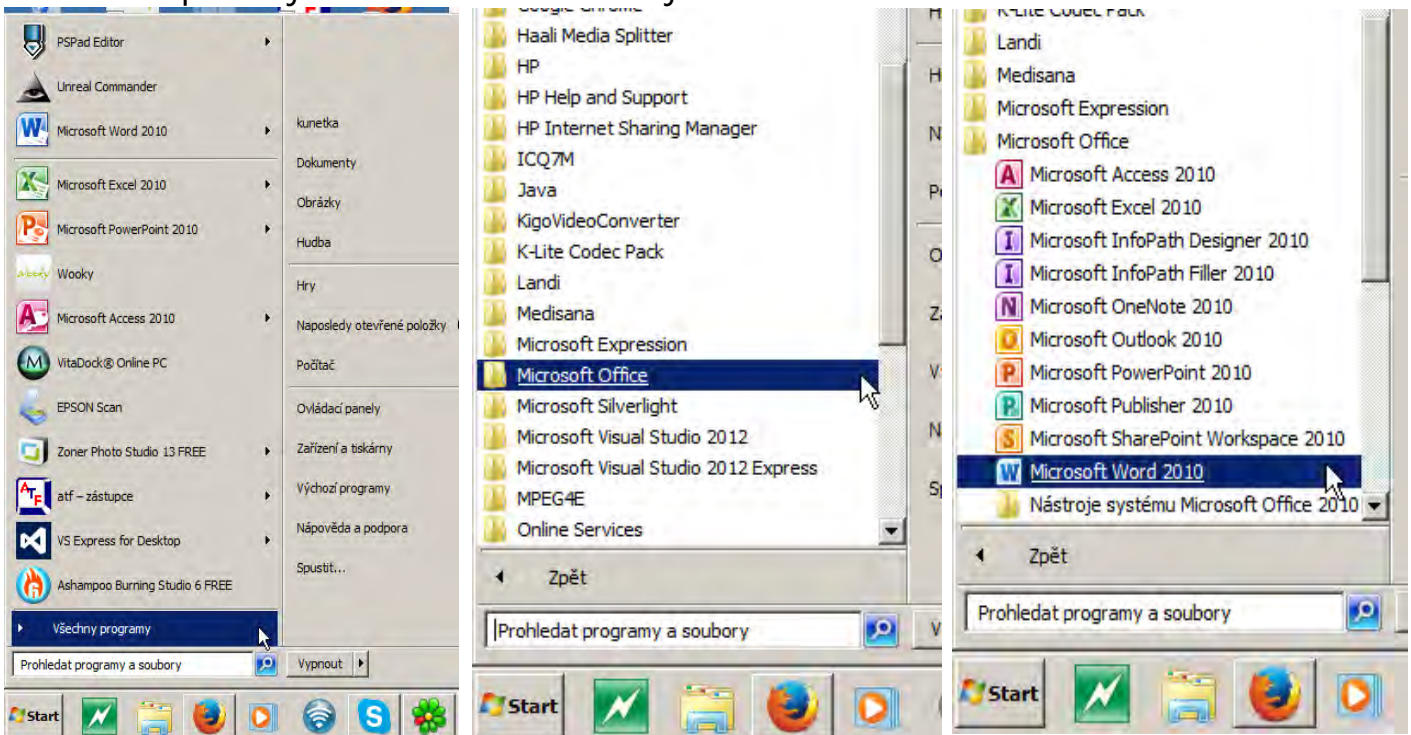 PSPad Editor
Unreal Commander
Microsoft Word 2010
Microsoft Excel 2010
Microsoft PowerPoint 2010
Wooky
Microsoft Access 2010
VitaDock® Online PC
EPSON Scan
Zoner Photo Studio 13 FREE
atf – zástupce
VS Express for Desktop
Ashampoo Burning Studio 6 FREE
Všechny programy
Prohledat programy a soubory
kunetka
Dokumenty
Obrázky
Hudba
Hry
Naposledy otevřené položky
Počítač
Ovládací panely
Zařízení a tiskárny
Výchozí programy
Nápověda a podpora
Spustit...
Vypnout
Start
Google Chrome
Haali Media Splitter
HP
HP Help and Support
HP Internet Sharing Manager
ICQ7M
Java
KigoVideoConverter
K-Lite Codec Pack
Landi
Medisana
Microsoft Expression
Microsoft Office
Microsoft Silverlight
Microsoft Visual Studio 2012
Microsoft Visual Studio 2012 Express
MPEG4E
Online Services
Zpět
Prohledat programy a soubory
Start
K-Lite Codec Pack
Landi
Medisana
Microsoft Expression
Microsoft Office
Microsoft Access 2010
Microsoft Excel 2010
Microsoft InfoPath Designer 2010
Microsoft InfoPath Filler 2010
Microsoft OneNote 2010
Microsoft Outlook 2010
Microsoft PowerPoint 2010
Microsoft Publisher 2010
Microsoft SharePoint Workspace 2010
Microsoft Word 2010
Nástroje systému Microsoft Office 2010
Zpět
Prohledat programy a soubory
Start